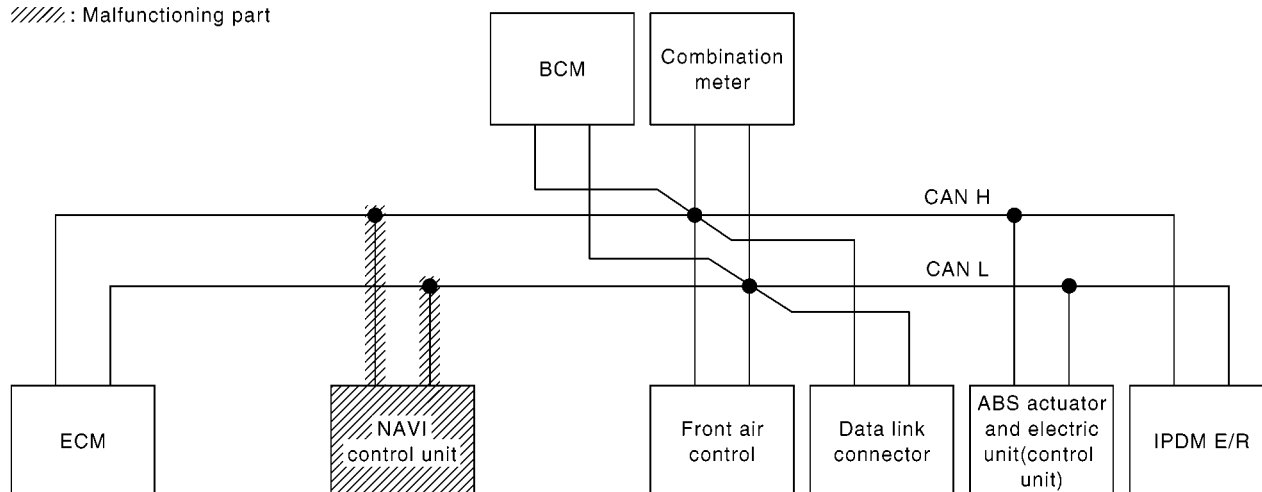 : Malfunctioning part
BCM
Combination
meter
CAN H
CAN L
ECM
NAVI
control unit
Front air
control
Data link
connector
ABS actuator
and electric
unit(control
unit)
IPDM E/R